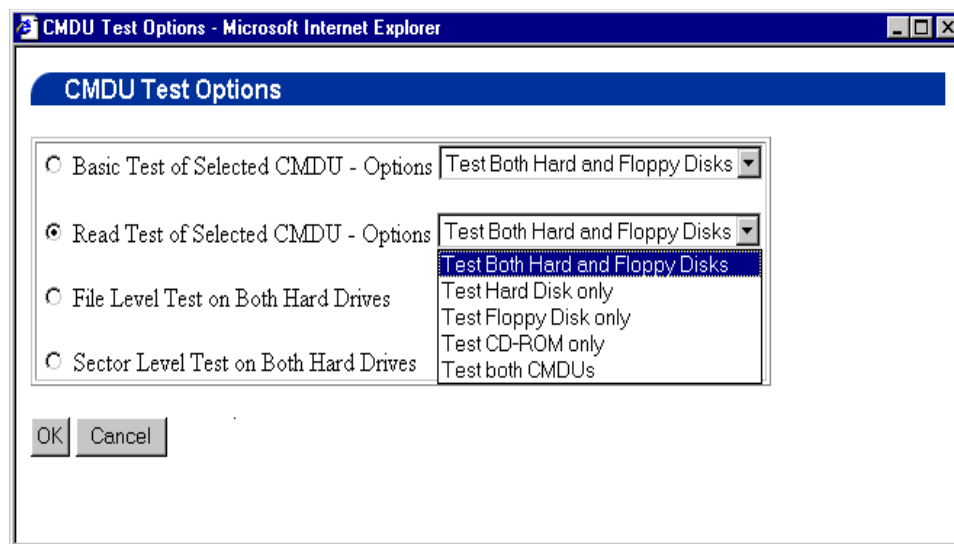 CMDU Test Options - Microsoft Internet Explorer
CMDU Test Options
Basic Test of Selected CMDU - Options Test Both Hard and Floppy Disks
Read Test of Selected CMDU - Options Test Both Hard and Floppy Disks
Test Both Hard and Floppy Disks
Test Hard Disk only
File Level Test on Both Hard Drives
Test Floppy Disk only
Test CD-ROM only
Sector Level Test on Both Hard Drives
Test both CMDUs
OK Cancel